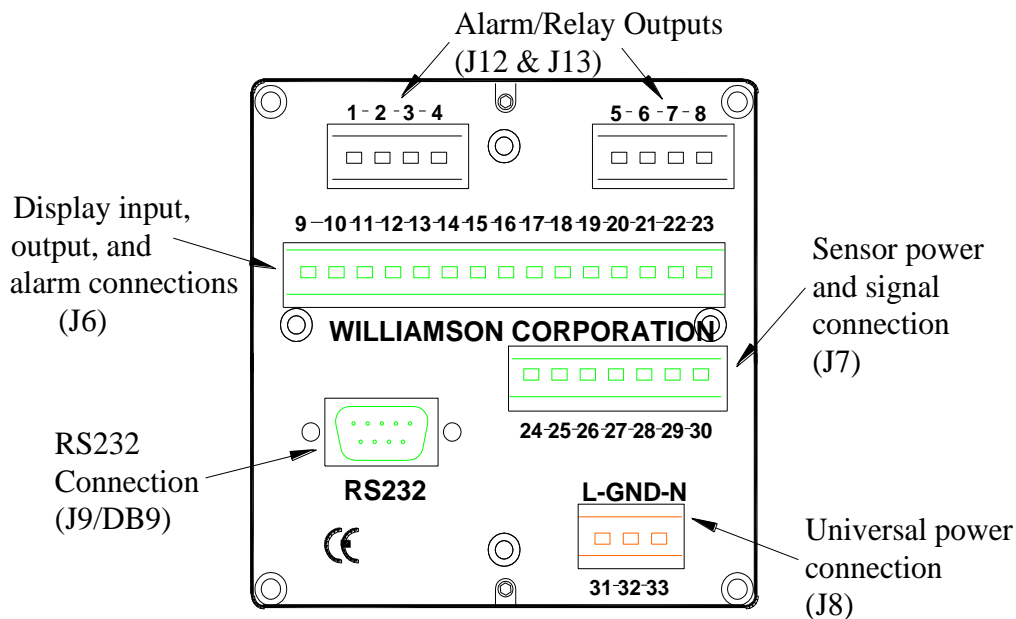 Alarm/Relay Outputs
(J12 & J13)
1-2-3-4
5-6-7-8
Display input,
output, and
alarm connections
(J6)
9-10-11-12-13-14-15-16-17-18-19-20-21-22-23
Sensor power
and signal
connection
(J7)
WILLIAMSON CORPORATION
24-25-26-27-28-29-30
RS232
Connection
(J9/DB9)
RS232
L-GND-N
CE
31-32-33
Universal power
connection
(J8)